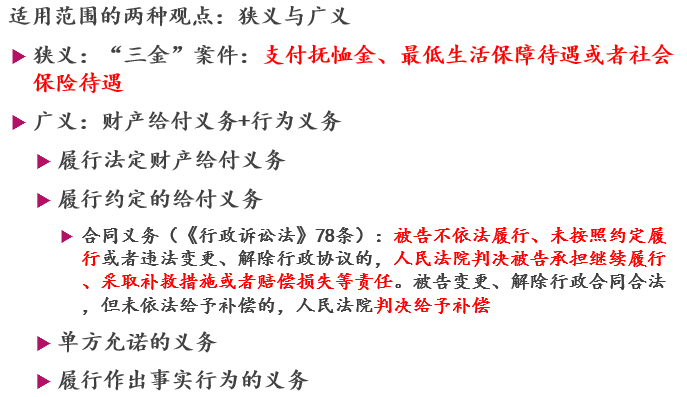 适用范围的两种观点：狭义与广义
狭义：“三金”案件：支付抚恤金、最低生活保障待遇或者社会
保险待遇
广义：财产给付义务+行为义务
履行法定财产给付义务
履行约定的给付义务
合同义务（《行政诉讼法》78条）：被告不依法履行、未按照约定履
行或者违法变更、解除行政协议的，人民法院判决被告承担继续履行
、采取补救措施或者赔偿损失等责任。被告变更、解除行政合同合法
，但未依法给予补偿的，人民法院判决给予补偿
单方允诺的义务
履行作出事实行为的义务